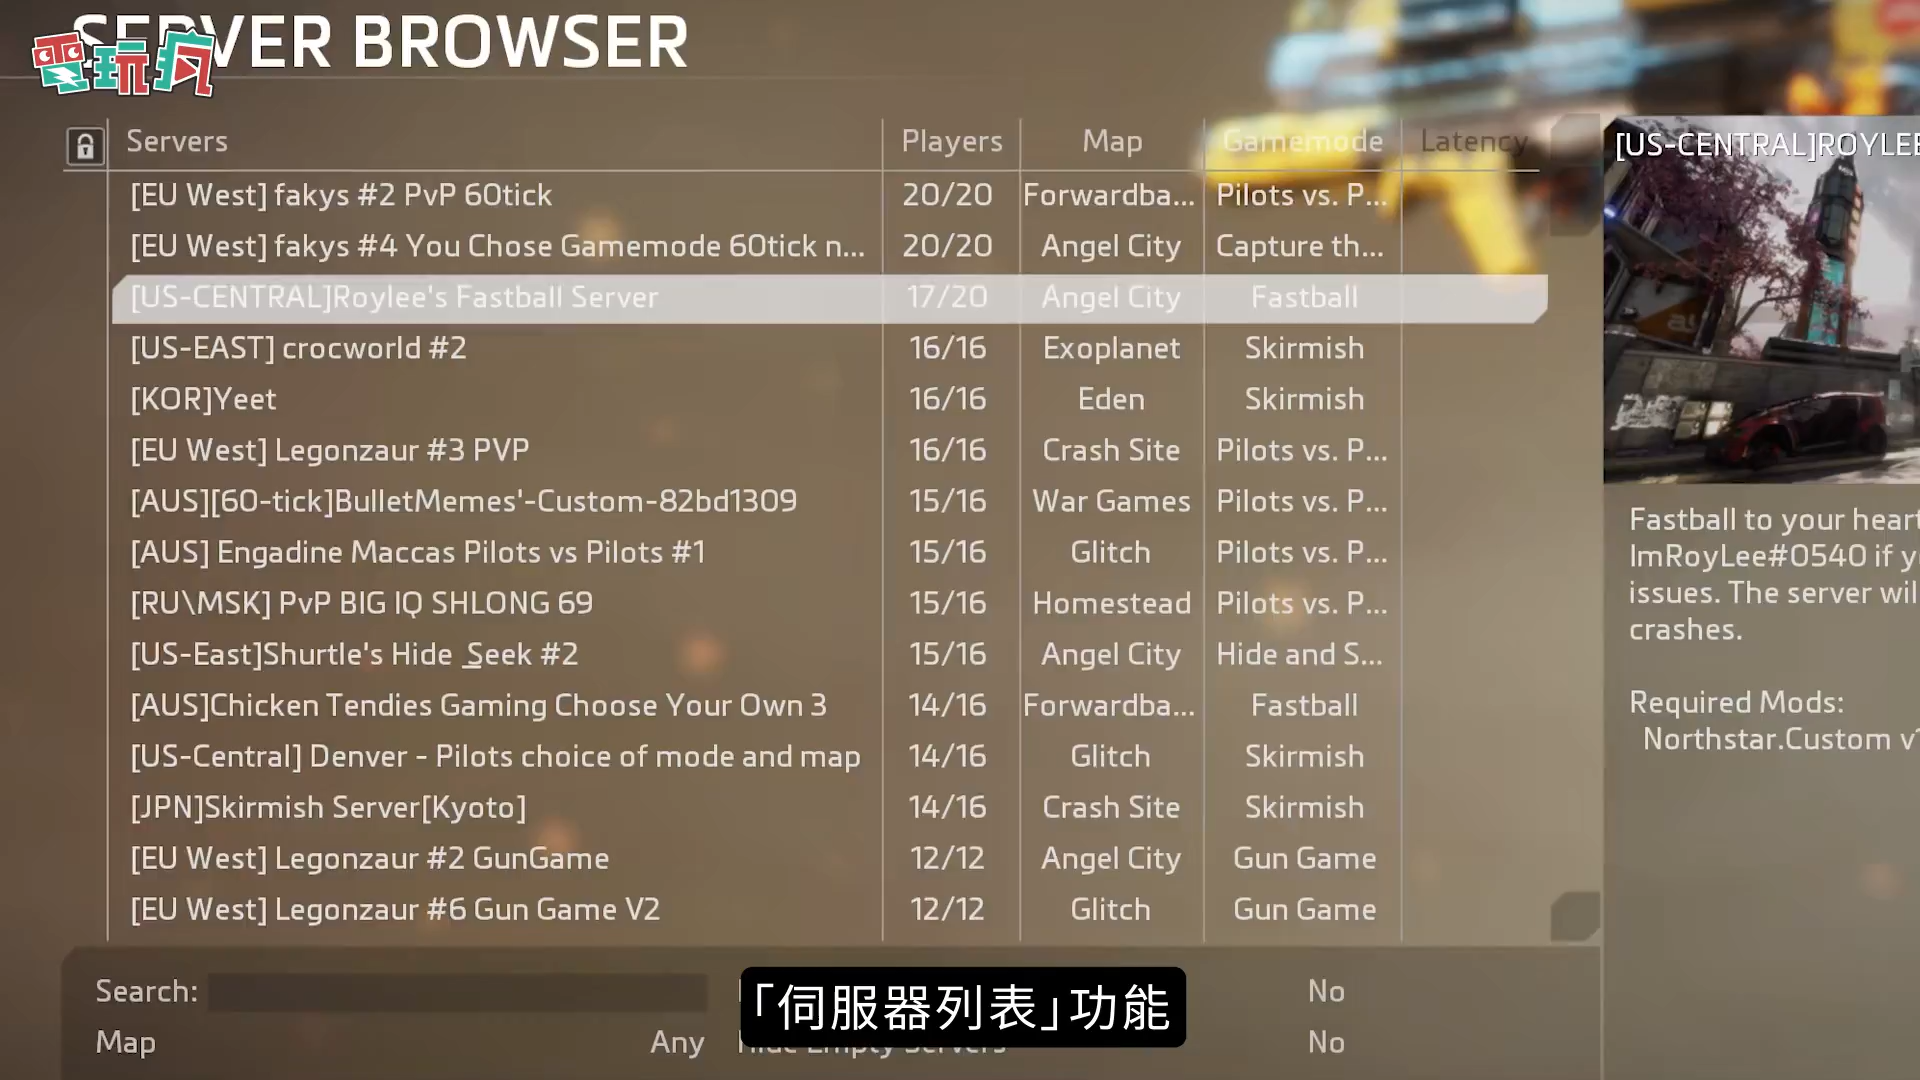 SERVER BROWSER
電玩瘋
Servers Players Map Gamemode Latency
[EU West] fakys #2 PvP 60tick 20/20 Forwardba... Pilots vs. P...
[EU West] fakys #4 You Chose Gamemode 60tick n... 20/20 Angel City Capture th...
[US-CENTRAL]Roylee's Fastball Server 17/20 Angel City Fastball
[US-EAST] crocworld #2 16/16 Exoplanet Skirmish
[KOR]Yeet 16/16 Eden Skirmish
[EU West] Legonzaur #3 PVP 16/16 Crash Site Pilots vs. P...
[AUS][60-tick]BulletMemes'-Custom-82bd1309 15/16 War Games Pilots vs. P...
[AUS] Engadine Maccas Pilots vs Pilots #1 15/16 Glitch Pilots vs. P...
[RU\MSK] PvP BIG IQ SHLONG 69 15/16 Homestead Pilots vs. P...
[US-East]Shurtle's Hide _Seek #2 15/16 Angel City Hide and S...
[AUS]Chicken Tendies Gaming Choose Your Own 3 14/16 Forwardba... Fastball
[US-Central] Denver - Pilots choice of mode and map 14/16 Glitch Skirmish
[JPN]Skirmish Server[Kyoto] 14/16 Crash Site Skirmish
[EU West] Legonzaur #2 GunGame 12/12 Angel City Gun Game
[EU West] Legonzaur #6 Gun Game V2 12/12 Glitch Gun Game
[US-CENTRAL]ROYLEE
Fastball to your heart
ImRoyLee#0540 if y
issues. The server wil
crashes.
Required Mods:
Northstar.Custom v
Search: No
Map Any Hide Empty Servers No
「伺服器列表」功能